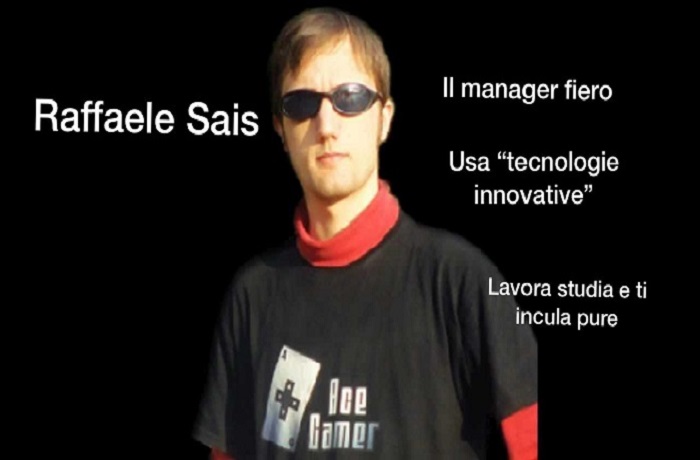 Raffaele Sais
Il manager fiero
Usa “tecnologie
innovative”
Lavora studia e ti
incula pure
A
Ace
Gamer